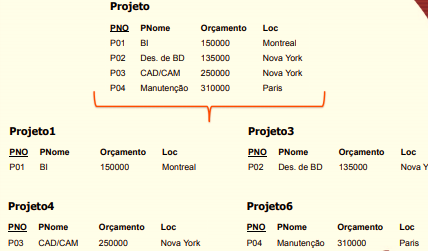 Projeto
PNO PNome Orçamento Loc
P01 BI 150000 Montreal
P02 Des. de BD 135000 Nova York
P03 CAD/CAM 250000 Nova York
P04 Manutenção 310000 Paris
Projeto1
PNO PNome Orçamento Loc
P01 BI 150000 Montreal
Projeto3
PNO PNome Orçamento Loc
P02 Des. de BD 135000 Nova Y
Projeto4
PNO PNome Orçamento Loc
P03 CAD/CAM 250000 Nova York
Projeto6
PNO PNome Orçamento Loc
P04 Manutenção 310000 Paris